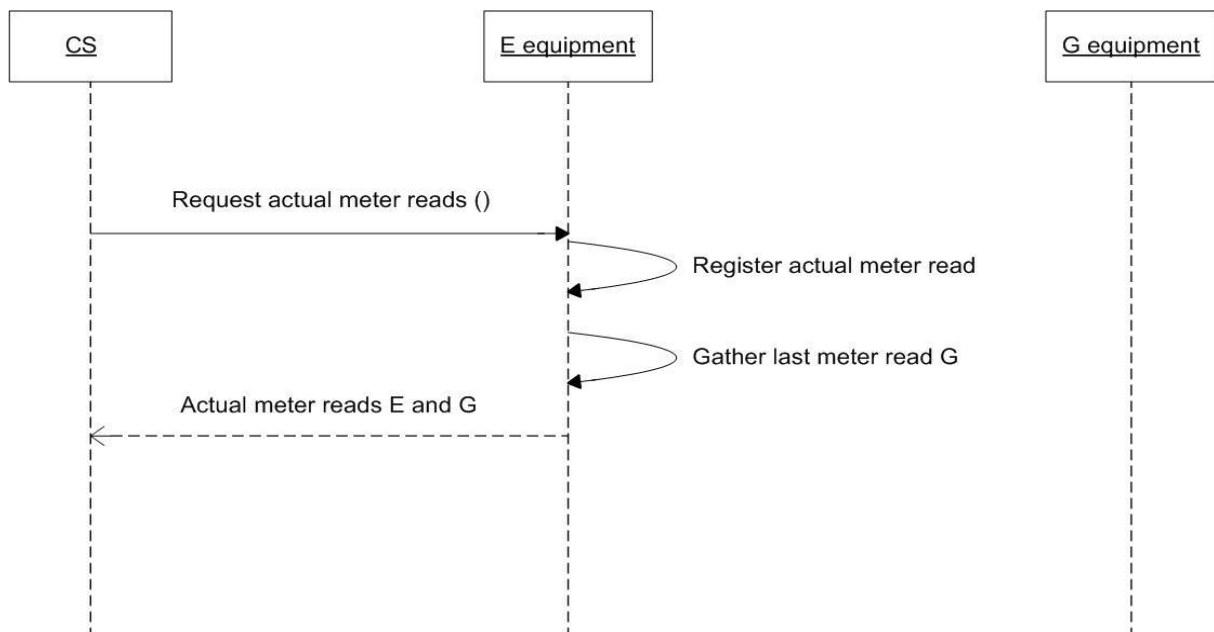 CS
E equipment
G equipment
Request actual meter reads ()
Register actual meter read
Gather last meter read G
Actual meter reads E and G